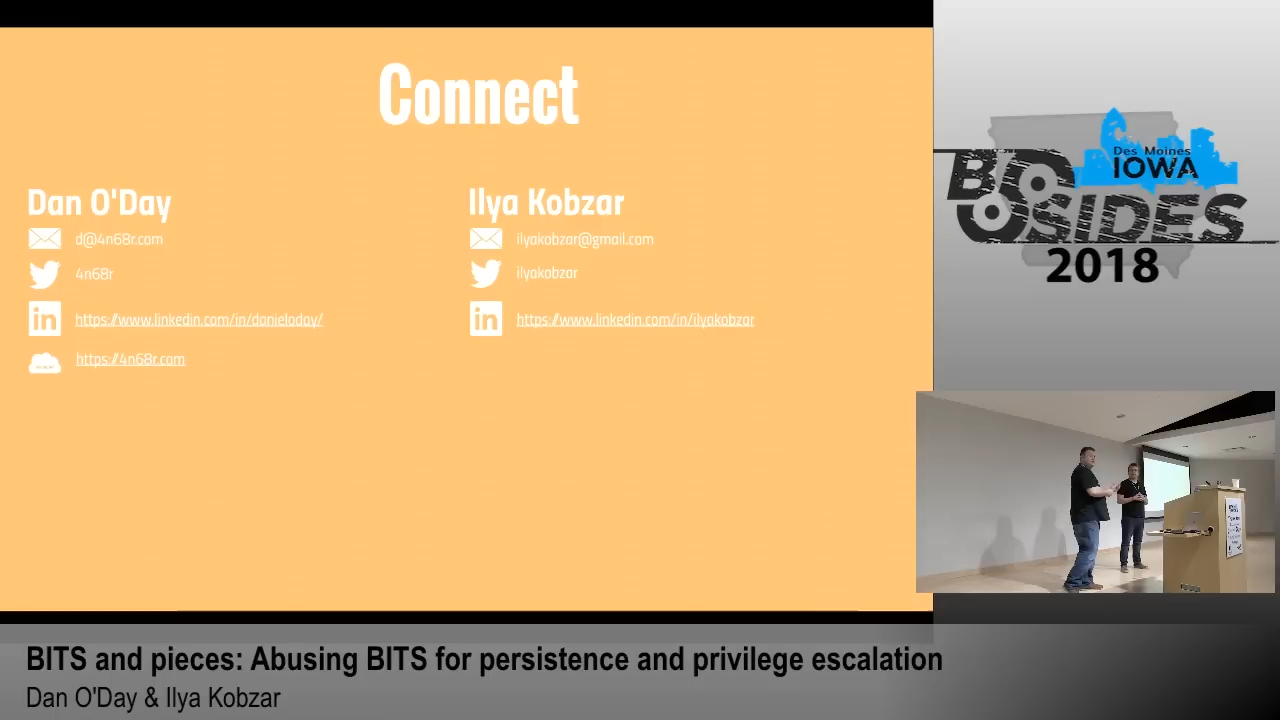 Connect
Dan O'Day
d@4n68r.com
4n68r
https://www.linkedin.com/in/danieloday/
https://4n68r.com
Ilya Kobzar
ilyakobzar@gmail.com
ilyakobzar
https://www.linkedin.com/in/ilyakobzar
Des Moines
IOWA
BSIDES
2018
BITS and pieces: Abusing BITS for persistence and privilege escalation
Dan O'Day & Ilya Kobzar